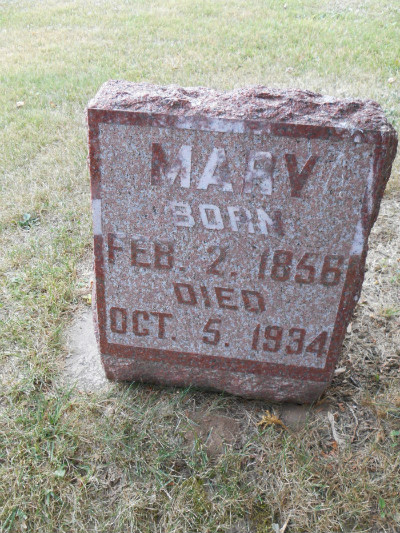 MARY
BORN
FEB. 2. 1856
DIED
OCT. 5. 1934